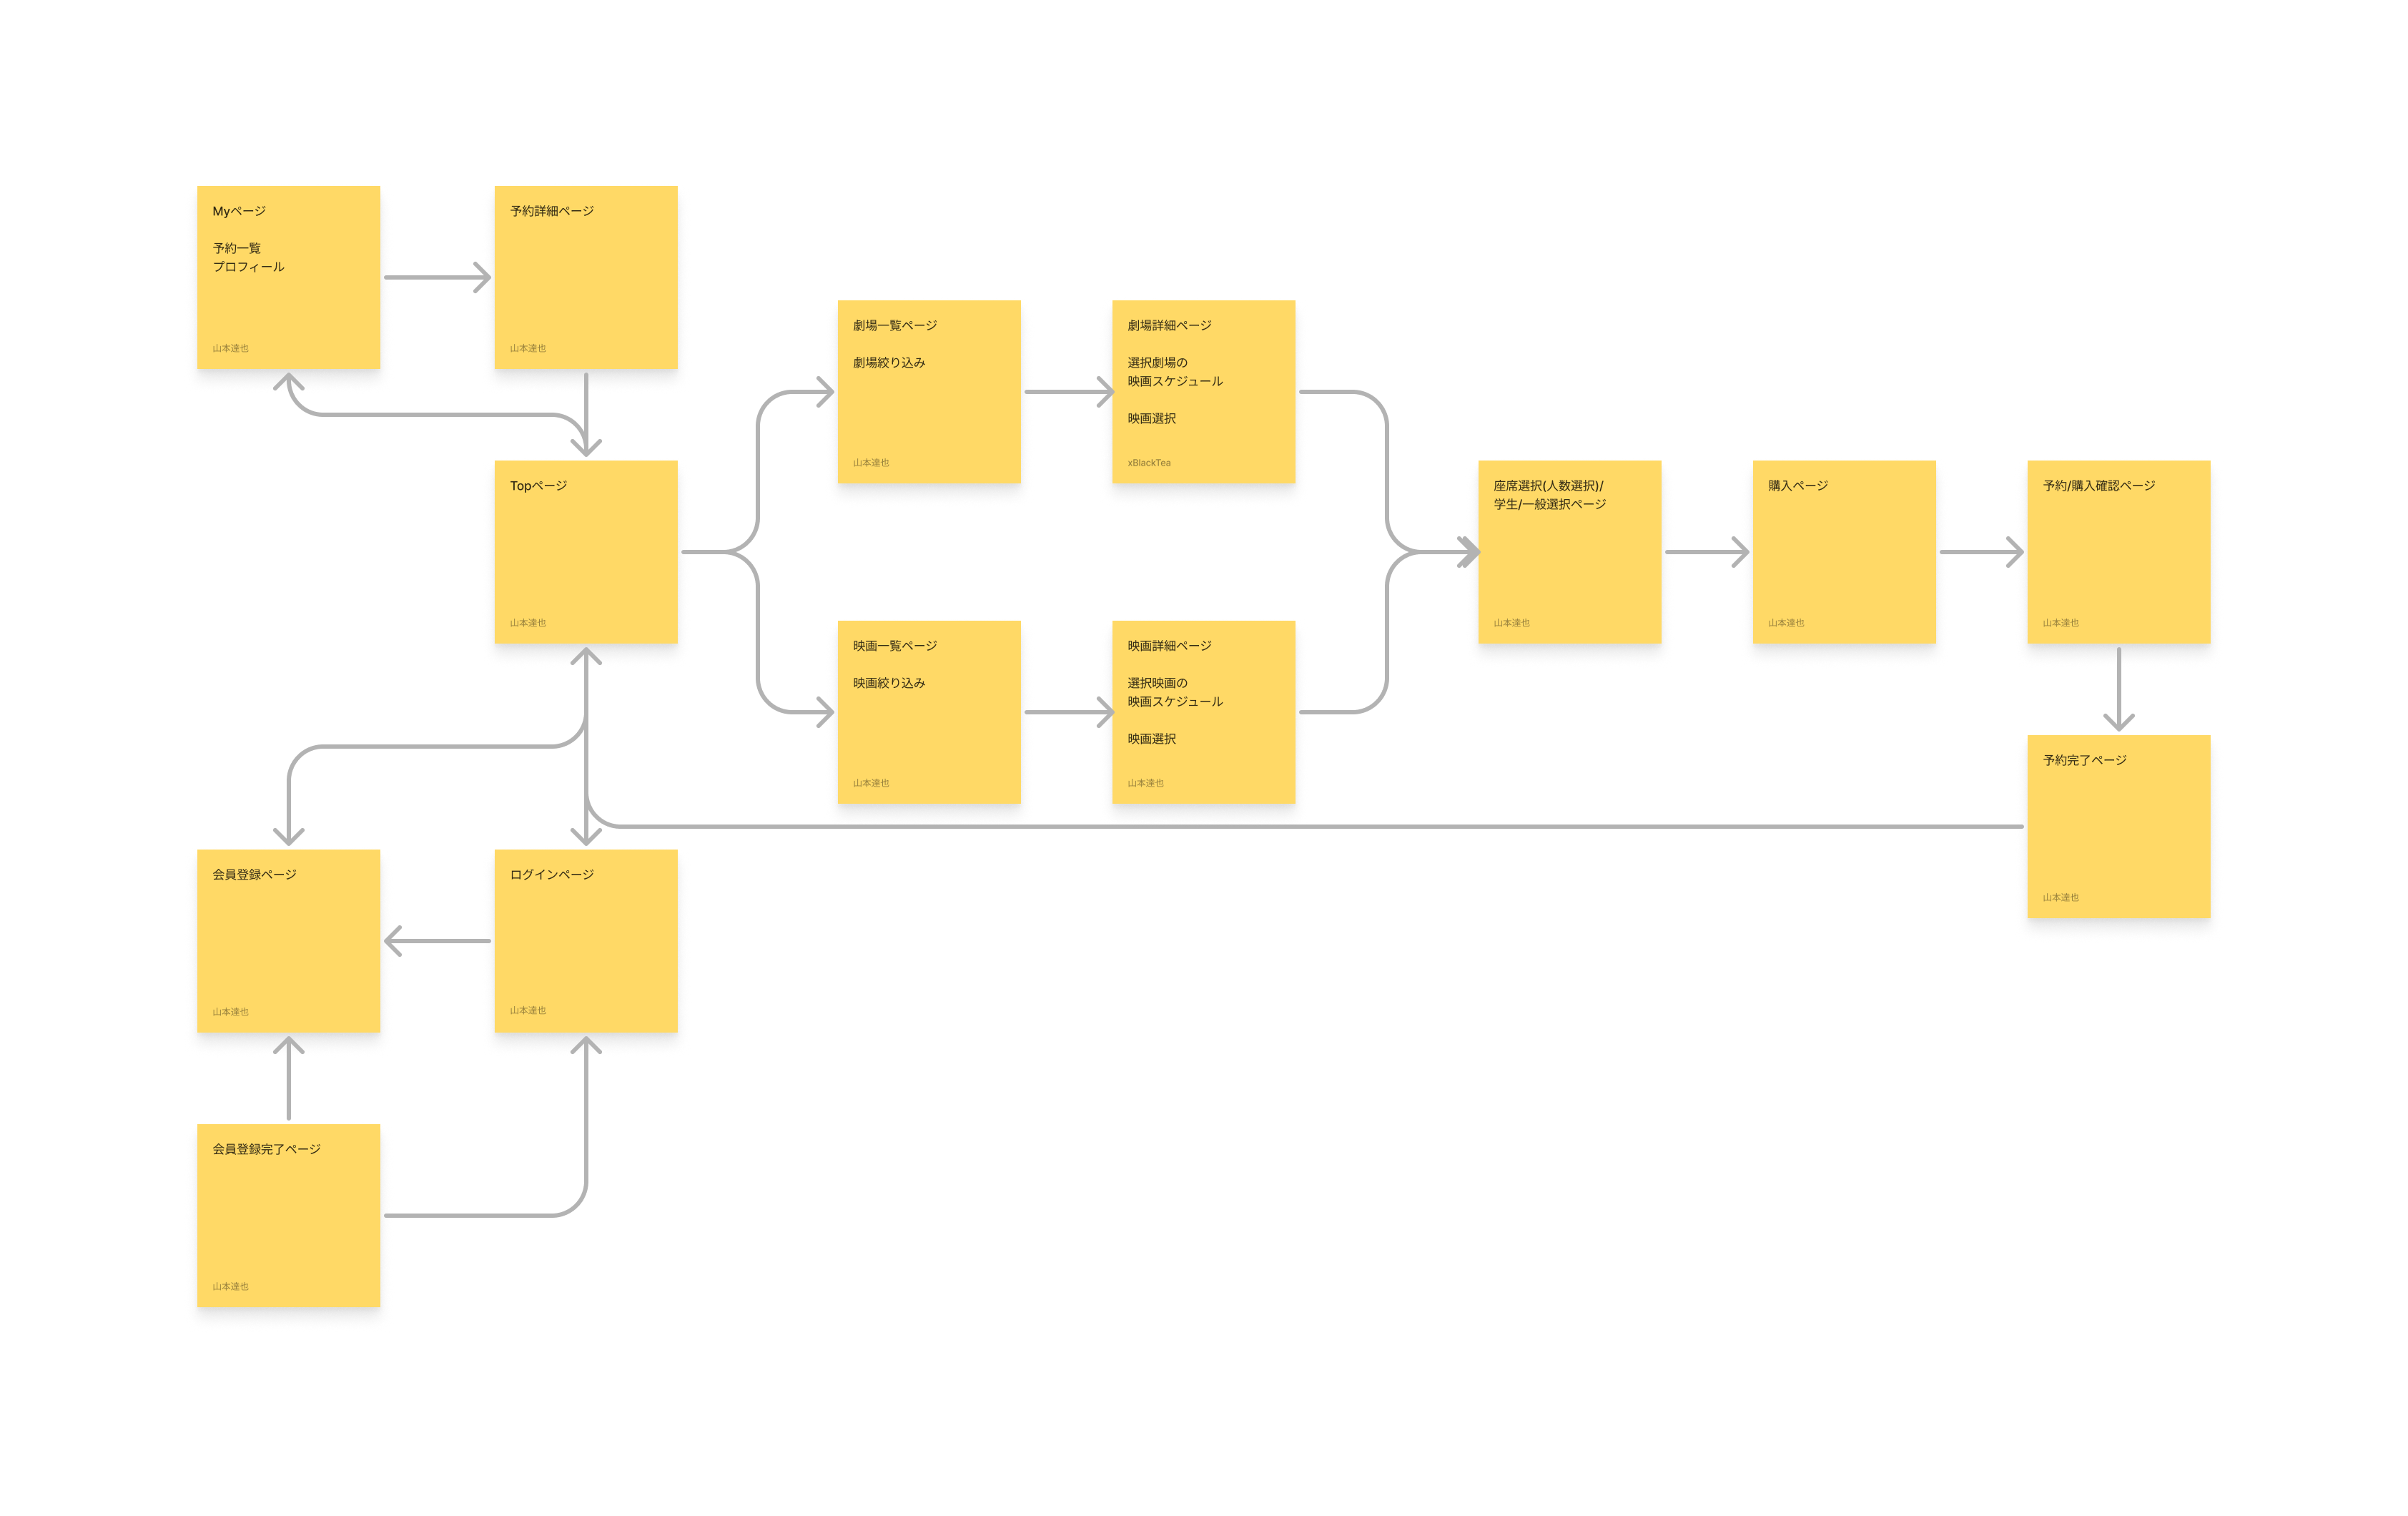 Myページ
予約一覧
プロフィール
山本達也
予約詳細ページ
山本達也
劇場一覧ページ
劇場絞り込み
山本達也
劇場詳細ページ
選択劇場の
映画スケジュール
映画選択
xBlackTea
Topページ
山本達也
座席選択(人数選択)/
学生/一般選択ページ
山本達也
購入ページ
山本達也
予約/購入確認ページ
山本達也
映画一覧ページ
映画絞り込み
山本達也
映画詳細ページ
選択映画の
映画スケジュール
映画選択
山本達也
予約完了ページ
山本達也
会員登録ページ
山本達也
ログインページ
山本達也
会員登録完了ページ
山本達也